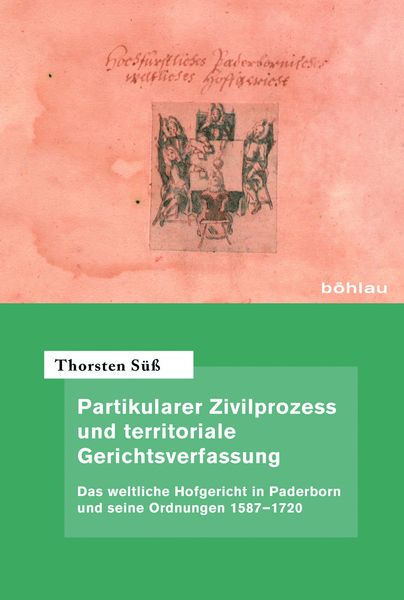 Hochfürstliches Paderbornisches
weltliches Hoffgericht
böhlau
Thorsten Süß
Partikularer Zivilprozess
und territoriale
Gerichtsverfassung
Das weltliche Hofgericht in Paderborn
und seine Ordnungen 1587–1720